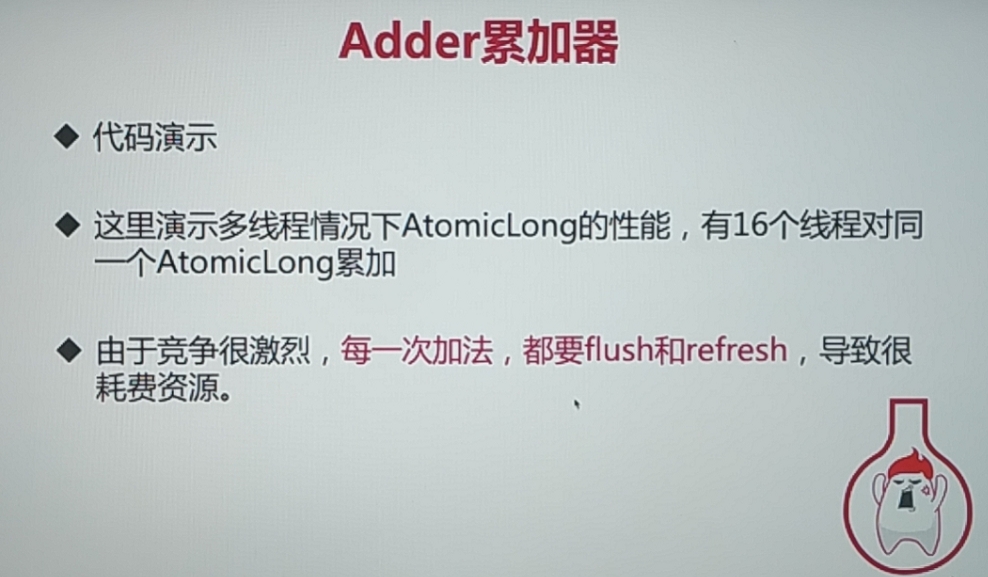 Adder累加器
代码演示
这里演示多线程情况下AtomicLong的性能，有16个线程对同
一个AtomicLong累加
由于竞争很激烈，每一次加法，都要flush和refresh，导致很
耗费资源。